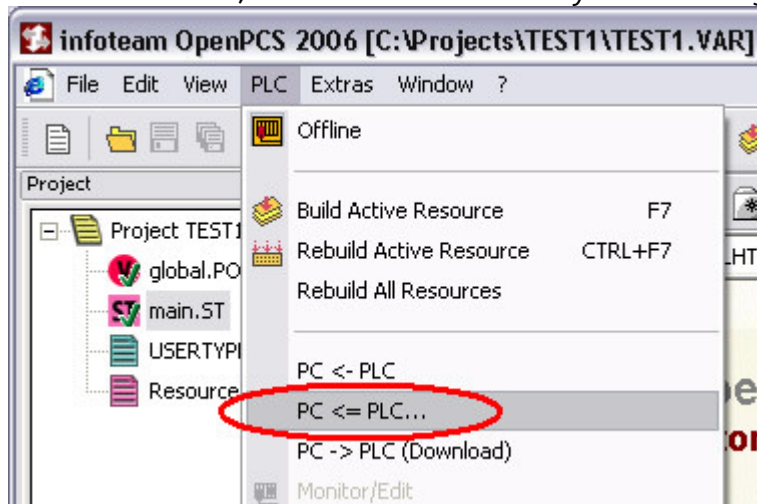 infoteam OpenPCS 2006 [C:\Projects\TEST1\TEST1.VAR]
File Edit View PLC Extras Window ?
Offline
Project
Build Active Resource F7
Project TEST1
Rebuild Active Resource CTRL+F7
global.PO
Rebuild All Resources
ST main.ST
USERTYP
PC <- PLC
Resource
PC <= PLC...
PC -> PLC (Download)
Monitor/Edit